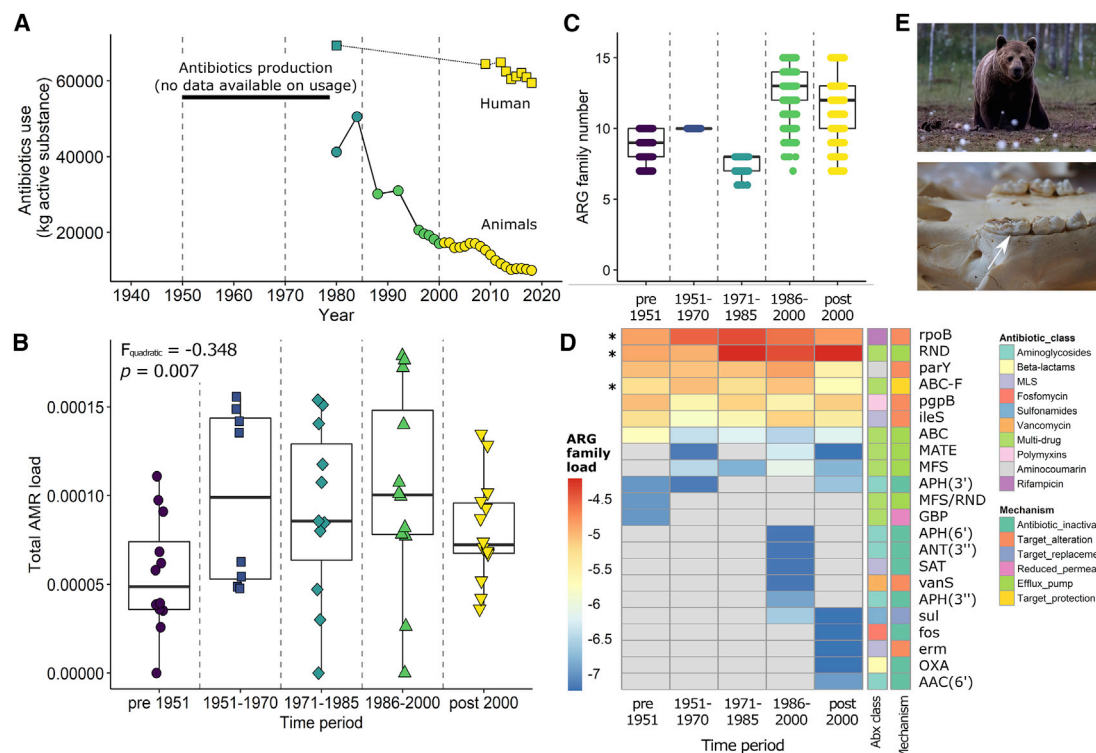 A
Antibiotics use
(kg active substance)
60000
40000
20000
Antibiotics production
(no data available on usage)
Human
Animals
1940
1950
1960
1970
1980
1990
2000
2010
2020
Year
B
Total AMR load
0.00015
0.00010
0.00005
0.00000
Fquadratic = -0.348
p = 0.007
pre 1951
1951-1970
1971-1985
1986-2000
post 2000
Time period
C
ARG family number
15
10
5
0
pre
1951
1951-
1970
1971-
1985
1986-
2000
post
2000
D
ARG
family
load
-4.5
-5
-5.5
-6
-6.5
-7
*
*
*
rpoB
RND
parY
ABC-F
pgpB
ileS
ABC
MATE
MFS
APH(3')
MFS/RND
GBP
APH(6')
ANT(3'')
SAT
vanS
APH(3'')
sul
fos
erm
OXA
AAC(6')
pre
1951
1951-
1970
1971-
1985
1986-
2000
post
2000
Time period
Abx class
Mechanism
Antibiotic_class
Aminoglycosides
Beta-lactams
MLS
Fosfomycin
Sulfonamides
Vancomycin
Multi-drug
Polymyxins
Aminocoumarin
Rifampicin
Mechanism
Antibiotic_inactiva
Target_alteration
Target_replaceme
Reduced_permea
Efflux_pump
Target_protection
E